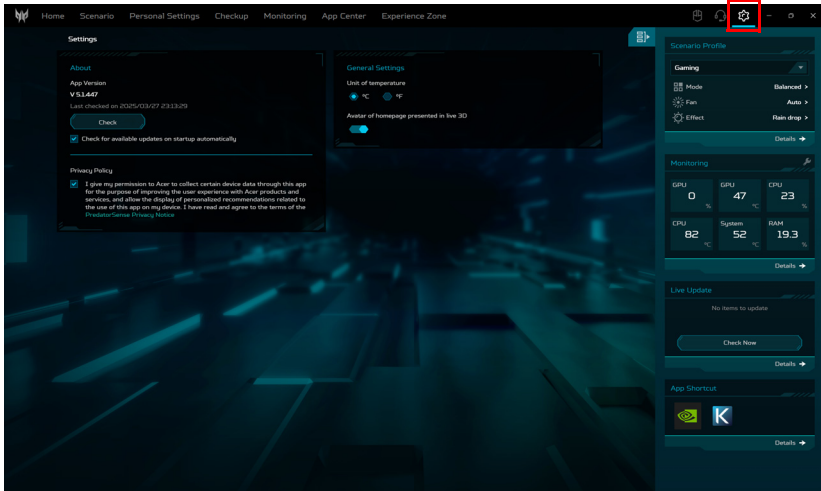 Home Scenario Personal Settings Checkup Monitoring App Center Experience Zone
Settings
About
App Version
V 5.1.447
Last checked on 2025/03/27 23:13:29
Check
Check for available updates on startup automatically
Privacy Policy
I give my permission to Acer to collect certain device data through this app
for the purpose of improving the user experience with Acer products and
services, and allow the display of personalized recommendations related to
the use of this app on my device. I have read and agree to the terms of the
PredatorSense Privacy Notice
General Settings
Unit of temperature
°C °F
Avatar of homepage presented in live 3D
Scenario Profile
Gaming
Mode Balanced >
Fan Auto >
Effect Rain drop >
Details →
Monitoring
GPU GPU CPU
0 % 47 °C 23 %
CPU System RAM
82 °C 52 °C 19.3 %
Details →
Live Update
No items to update
Check Now
Details →
App Shortcut
K
Details →